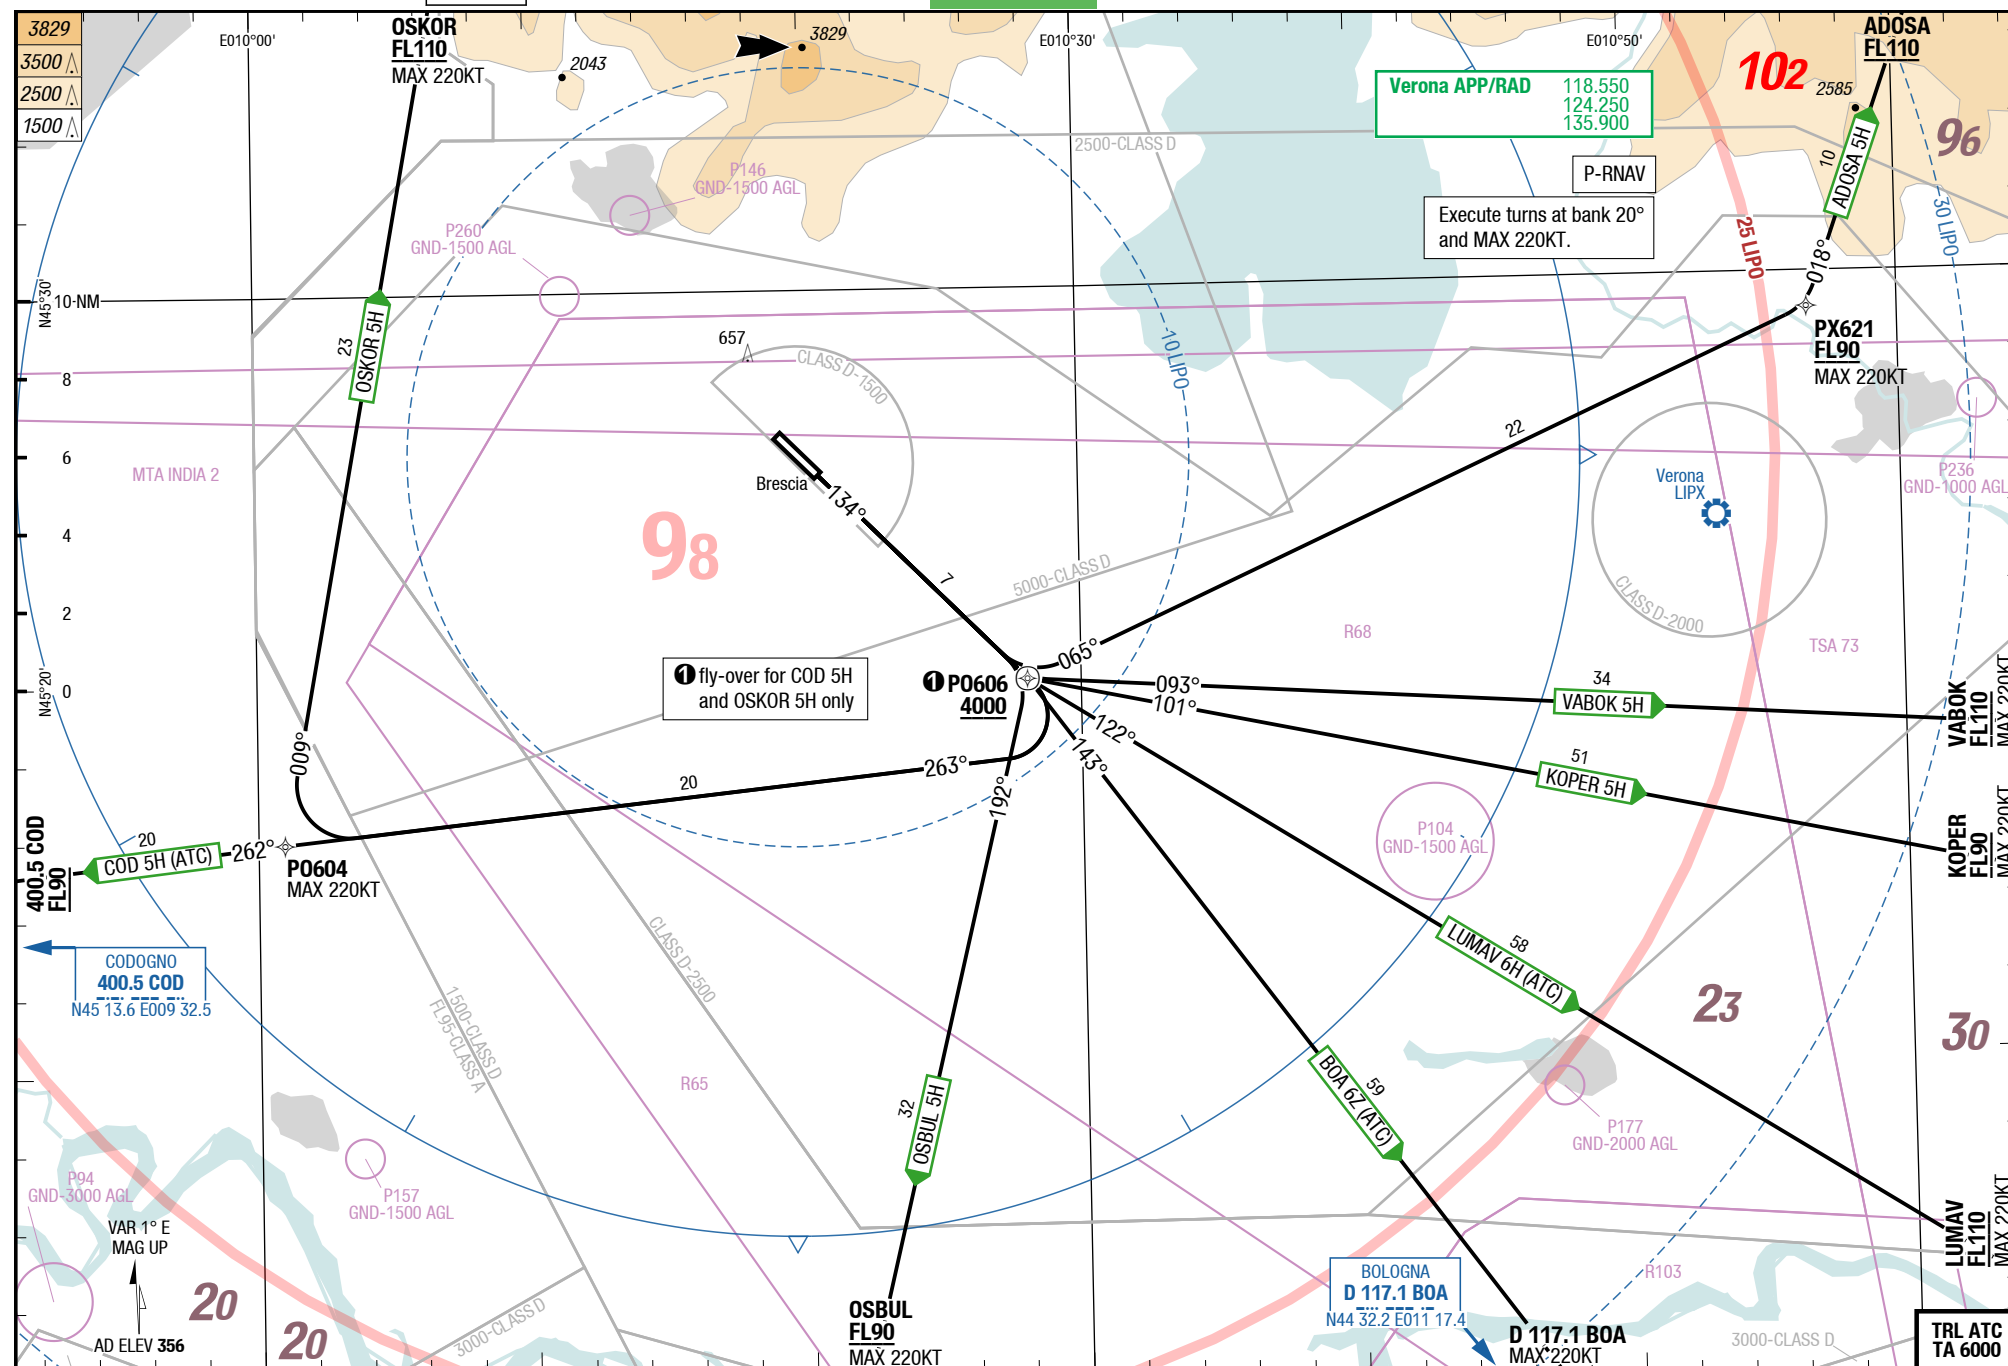 3829
3500
2500
1500
E010°00'
OSKOR
FL110
MAX 220KT
2043
3829
E010°30'
E010°50'
ADOSA
FL110
Verona APP/RAD 118.550
124.250
135.900
102
2585
96
2500-CLASS D
P146
GND-1500 AGL
P-RNAV
10
ADOSA 5H
Execute turns at bank 20°
and MAX 220KT.
P260
GND-1500 AGL
25 LIPO
30 LIPO
018°
N45°30'
10 NM
23
OSKOR 5H
657
CLASS D-1500
10 LIPO
PX621
FL90
MAX 220KT
8
22
6
MTA INDIA 2
Brescia
134°
Verona
LIPX
P236
GND-1000 AGL
4
98
7
5000-CLASS D
CLASS D-2000
2
R68
TSA 73
065°
N45°20'
0
1 fly-over for COD 5H
and OSKOR 5H only
1 PO606
4000
093°
34
VABOK 5H
VABOK
FL110
MAX 220KT
101°
122°
143°
009°
263°
20
192°
51
KOPER 5H
KOPER
FL90
MAX 220KT
P104
GND-1500 AGL
400.5 COD
FL90
20
COD 5H (ATC)
262°
PO604
MAX 220KT
CODOGNO
400.5 COD
N45 13.6 E009 32.5
CLASS D-2500
1500-CLASS D
FL95-CLASS A
58
LUMAV 6H (ATC)
23
30
R65
32
OSBUL 5H
59
BOA 6Z (ATC)
P177
GND-2000 AGL
P94
GND-3000 AGL
P157
GND-1500 AGL
LUMAV
FL110
MAX 220KT
VAR 1° E
MAG UP
BOLOGNA
D 117.1 BOA
N44 32.2 E011 17.4
R103
20
20
3000-CLASS D
AD ELEV 356
OSBUL
FL90
MAX 220KT
D 117.1 BOA
MAX 220KT
3000-CLASS D
TRL ATC
TA 6000